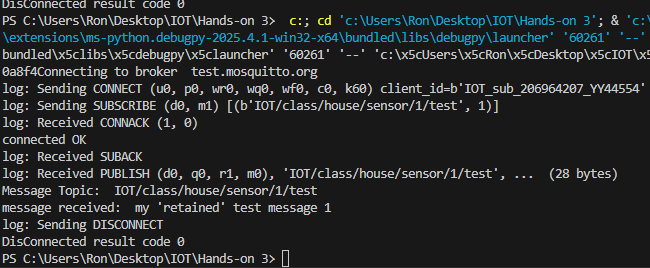 DisConnected result code 0
PS C:\Users\Ron\Desktop\IOT\Hands-on 3>  c:; cd 'c:\Users\Ron\Desktop\IOT\Hands-on 3'; & 'c:\
\extensions\ms-python.debugpy-2025.4.1-win32-x64\bundled\libs\debugpy\launcher' '60261' '--'
bundled\x5clibs\x5cdebugpy\x5clauncher' '60261' '--' 'c:\x5cUsers\x5cRon\x5cDesktop\x5cIOT\x5
0a8f4Connecting to broker  test.mosquitto.org
log: Sending CONNECT (u0, p0, wr0, wq0, wf0, c0, k60) client_id=b'IOT_sub_206964207_YY44554'
log: Sending SUBSCRIBE (d0, m1) [(b'IOT/class/house/sensor/1/test', 1)]
log: Received CONNACK (1, 0)
connected OK
log: Received SUBACK
log: Received PUBLISH (d0, q0, r1, m0), 'IOT/class/house/sensor/1/test', ...  (28 bytes)
Message Topic:  IOT/class/house/sensor/1/test
message received:  my 'retained' test message 1
log: Sending DISCONNECT
DisConnected result code 0
PS C:\Users\Ron\Desktop\IOT\Hands-on 3>